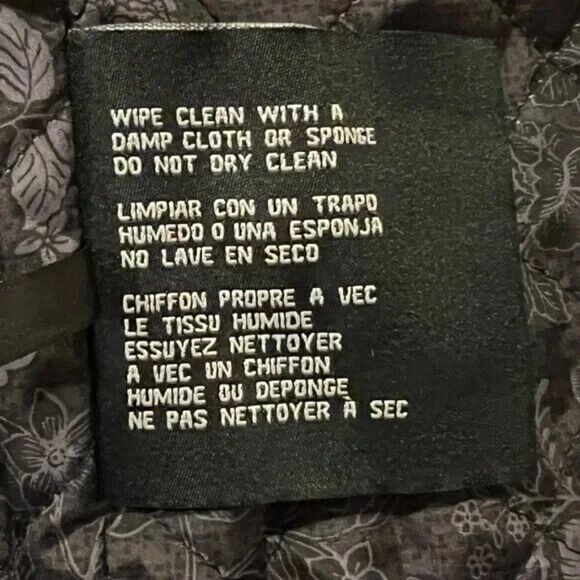 WIPE CLEAN WITH A
DAMP CLOTH OR SPONGE
DO NOT DRY CLEAN
LIMPIAR CON UN TRAPO
HUMEDO O UNA ESPONJA
NO LAVE EN SECO
CHIFFON PROPRE A VEC
LE TISSU HUMIDE
ESSUYEZ NETTOYER
A VEC UN CHIFFON
HUMIDE OU DEPONGE
NE PAS NETTOYER À SEC